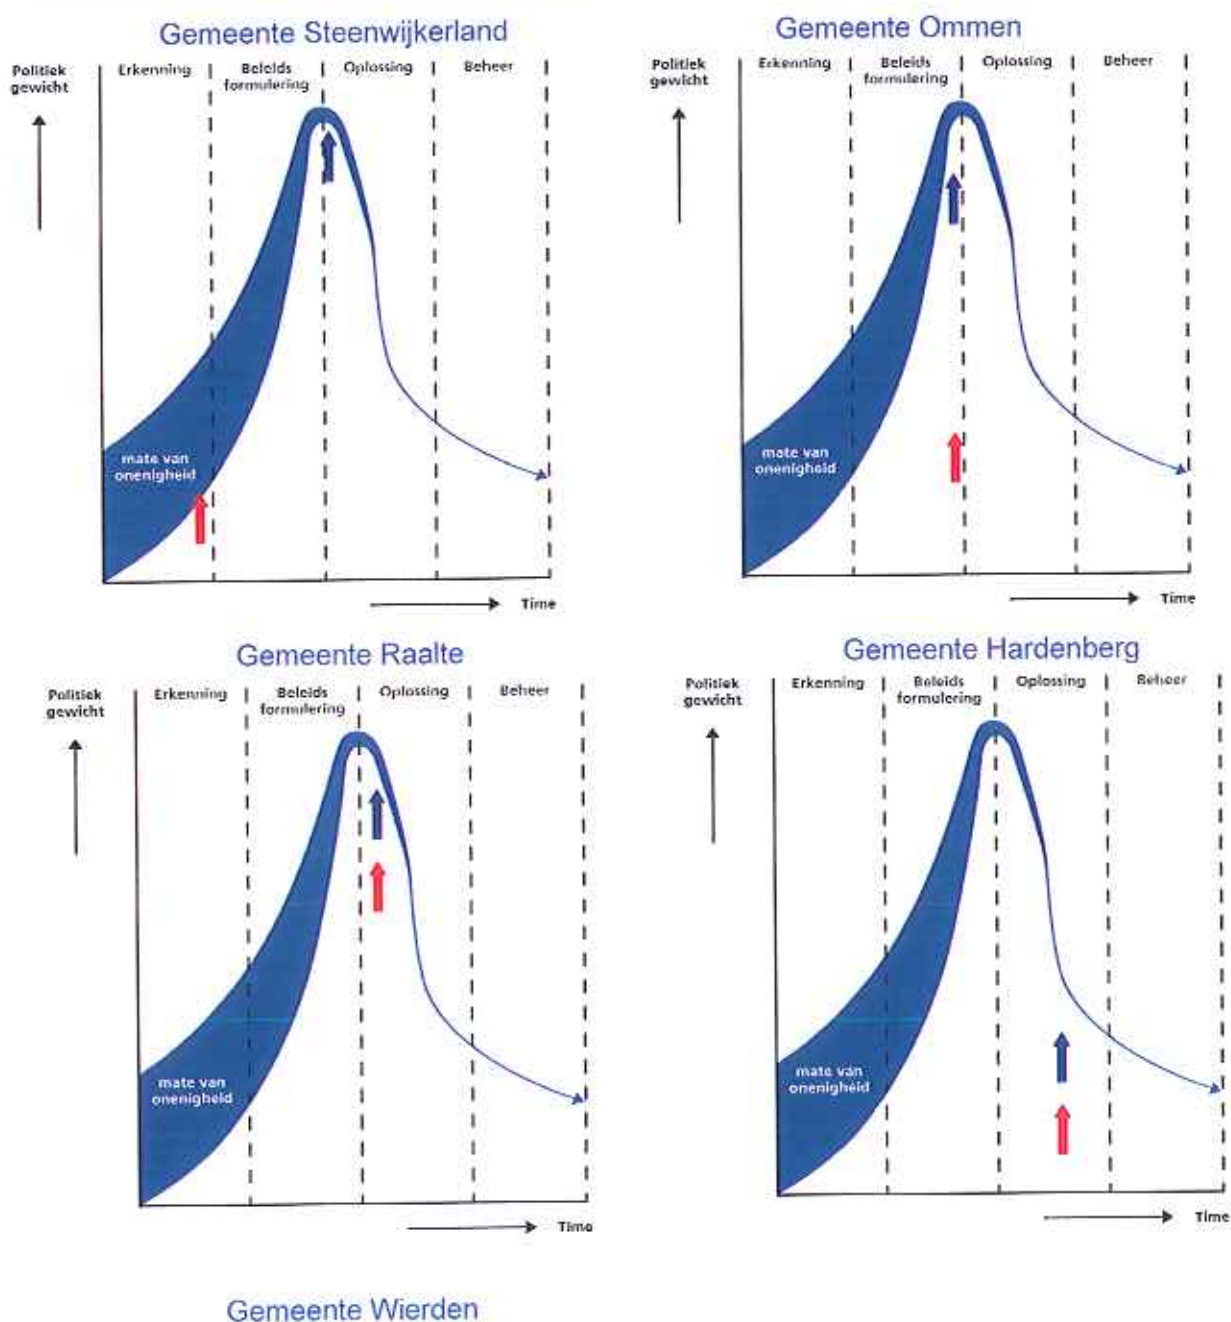 Gemeente Steenwijkerland
Politiek
gewicht
Erkenning
Beleids
formulering
Oplossing
Beheer
mate van
onenigheid
Time
Gemeente Ommen
Politiek
gewicht
Erkenning
Beleids
formulering
Oplossing
Beheer
mate van
onenigheid
Time
Gemeente Raalte
Politiek
gewicht
Erkenning
Beleids
formulering
Oplossing
Beheer
mate van
onenigheid
Time
Gemeente Hardenberg
Politiek
gewicht
Erkenning
Beleids
formulering
Oplossing
Beheer
mate van
onenigheid
Time
Gemeente Wierden